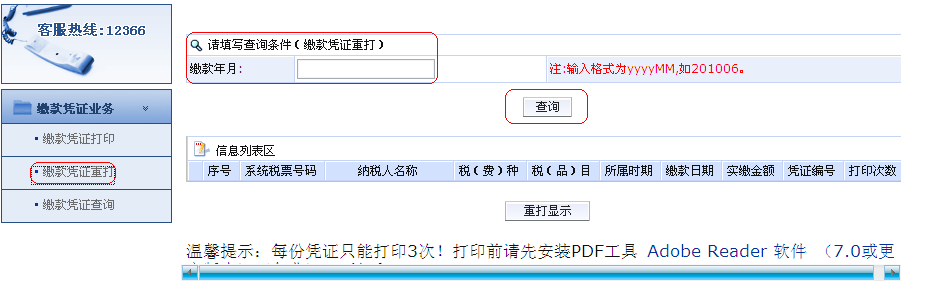 客服热线:12366
缴款凭证业务
缴款凭证打印
缴款凭证重打
缴款凭证查询
请填写查询条件(缴款凭证重打)
缴款年月:
注:输入格式为yyyyMM,如201006。
查询
信息列表区
序号 系统税票号码 纳税人名称 税(费)种 税(品)目 所属时期 缴款日期 实缴金额 凭证编号 打印次数
重打显示
温馨提示：每份凭证只能打印3次！打印前请先安装PDF工具 Adobe Reader 软件 （7.0或更